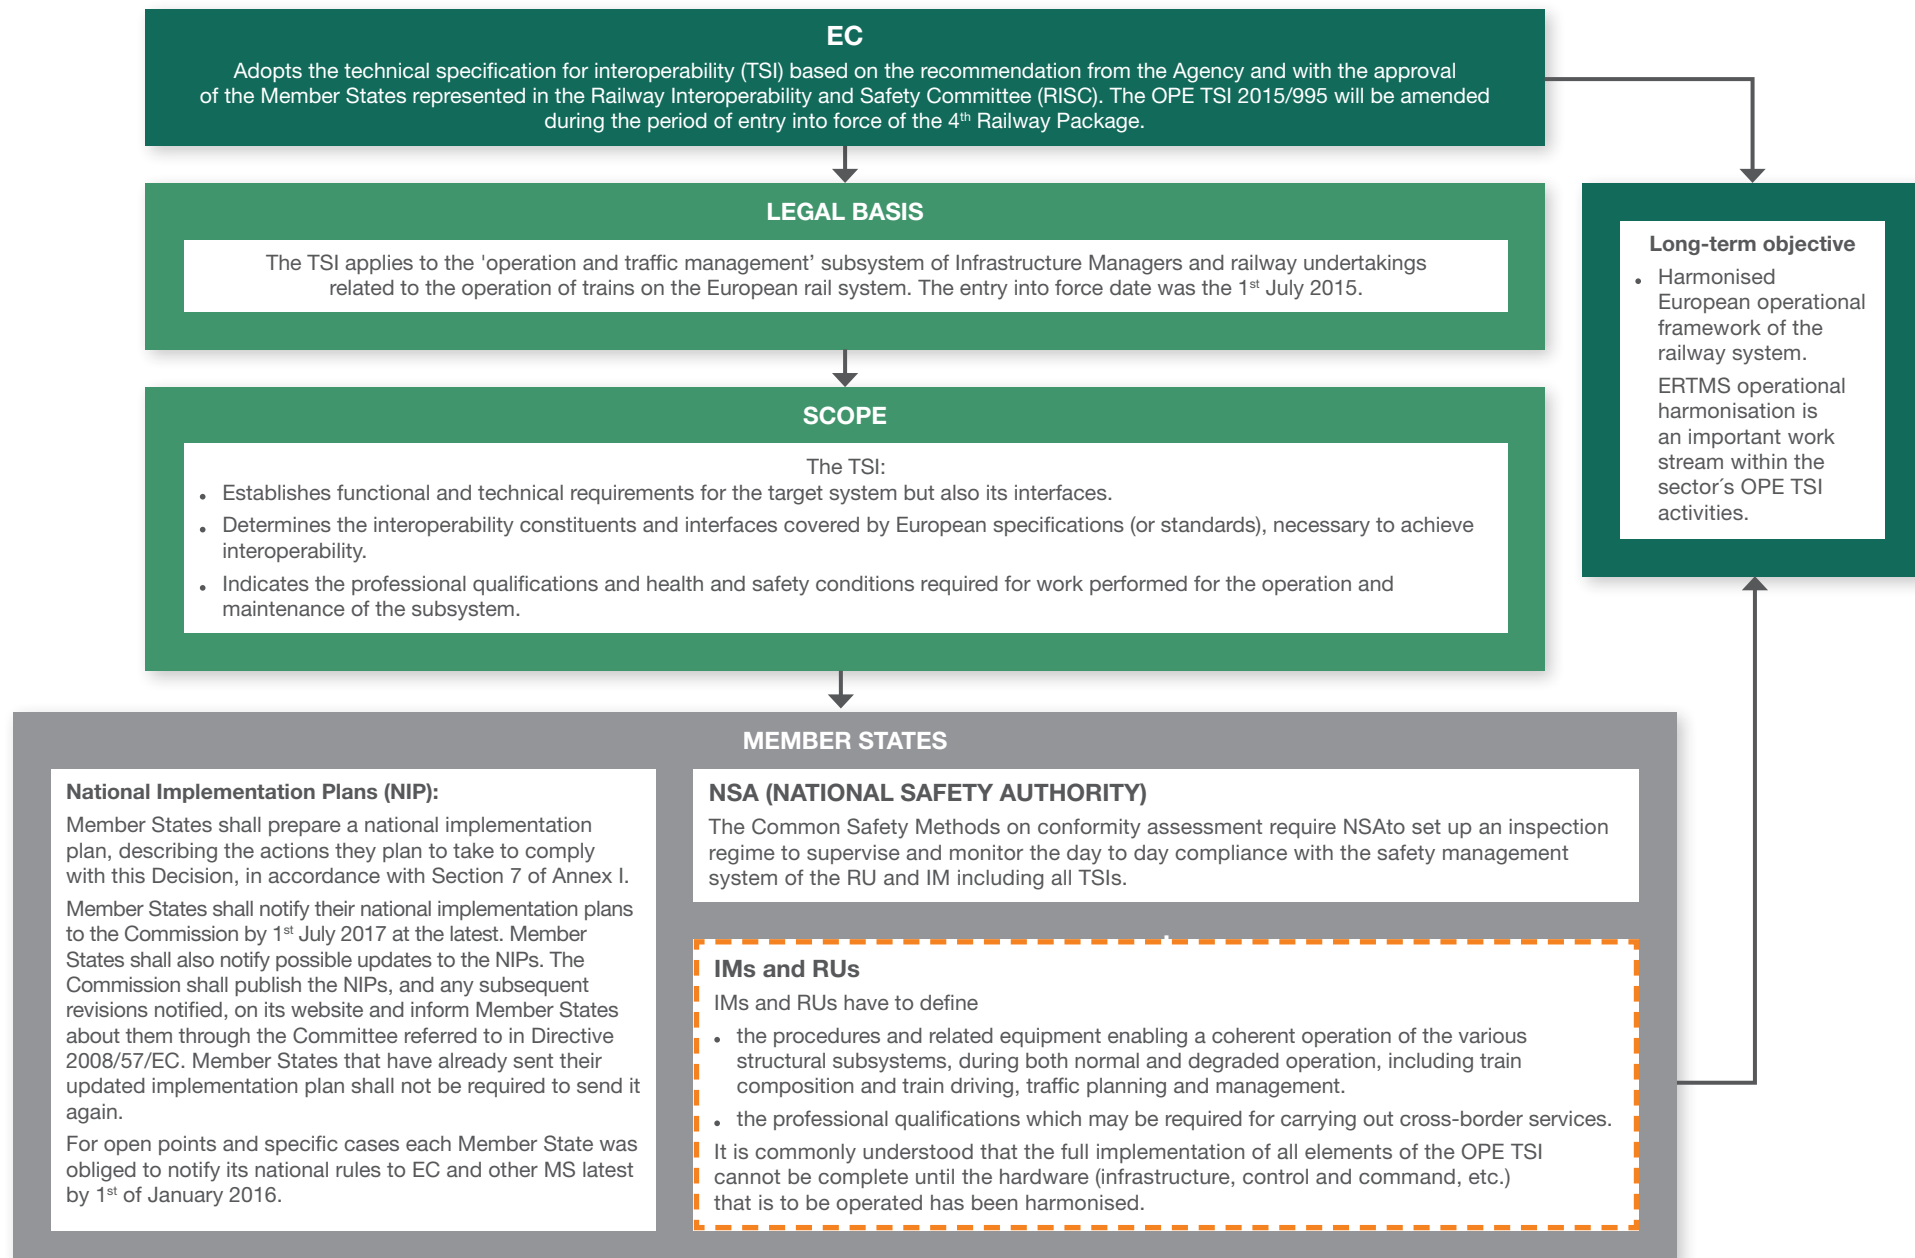 EC
Adopts the technical specification for interoperability (TSI) based on the recommendation from the Agency and with the approval
of the Member States represented in the Railway Interoperability and Safety Committee (RISC). The OPE TSI 2015/995 will be amended
during the period of entry into force of the 4th Railway Package.
LEGAL BASIS
The TSI applies to the 'operation and traffic management’ subsystem of Infrastructure Managers and railway undertakings
related to the operation of trains on the European rail system. The entry into force date was the 1st July 2015.
SCOPE
The TSI:
• Establishes functional and technical requirements for the target system but also its interfaces.
• Determines the interoperability constituents and interfaces covered by European specifications (or standards), necessary to achieve
interoperability.
• Indicates the professional qualifications and health and safety conditions required for work performed for the operation and
maintenance of the subsystem.
Long-term objective
• Harmonised
European operational
framework of the
railway system.
ERTMS operational
harmonisation is
an important work
stream within the
sector´s OPE TSI
activities.
MEMBER STATES
National Implementation Plans (NIP):
Member States shall prepare a national implementation
plan, describing the actions they plan to take to comply
with this Decision, in accordance with Section 7 of Annex I.
Member States shall notify their national implementation plans
to the Commission by 1st July 2017 at the latest. Member
States shall also notify possible updates to the NIPs. The
Commission shall publish the NIPs, and any subsequent
revisions notified, on its website and inform Member States
about them through the Committee referred to in Directive
2008/57/EC. Member States that have already sent their
updated implementation plan shall not be required to send it
again.
For open points and specific cases each Member State was
obliged to notify its national rules to EC and other MS latest
by 1st of January 2016.
NSA (NATIONAL SAFETY AUTHORITY)
The Common Safety Methods on conformity assessment require NSAto set up an inspection
regime to supervise and monitor the day to day compliance with the safety management
system of the RU and IM including all TSIs.
IMs and RUs
IMs and RUs have to define
• the procedures and related equipment enabling a coherent operation of the various
structural subsystems, during both normal and degraded operation, including train
composition and train driving, traffic planning and management.
• the professional qualifications which may be required for carrying out cross-border services.
It is commonly understood that the full implementation of all elements of the OPE TSI
cannot be complete until the hardware (infrastructure, control and command, etc.)
that is to be operated has been harmonised.